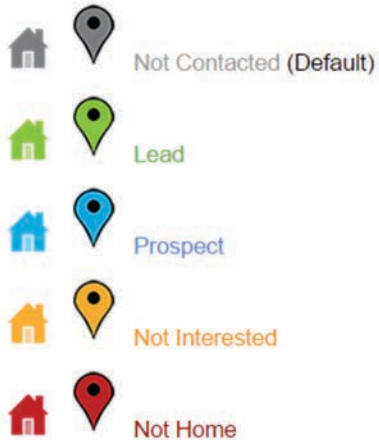 Not Contacted (Default)
Lead
Prospect
Not Interested
Not Home